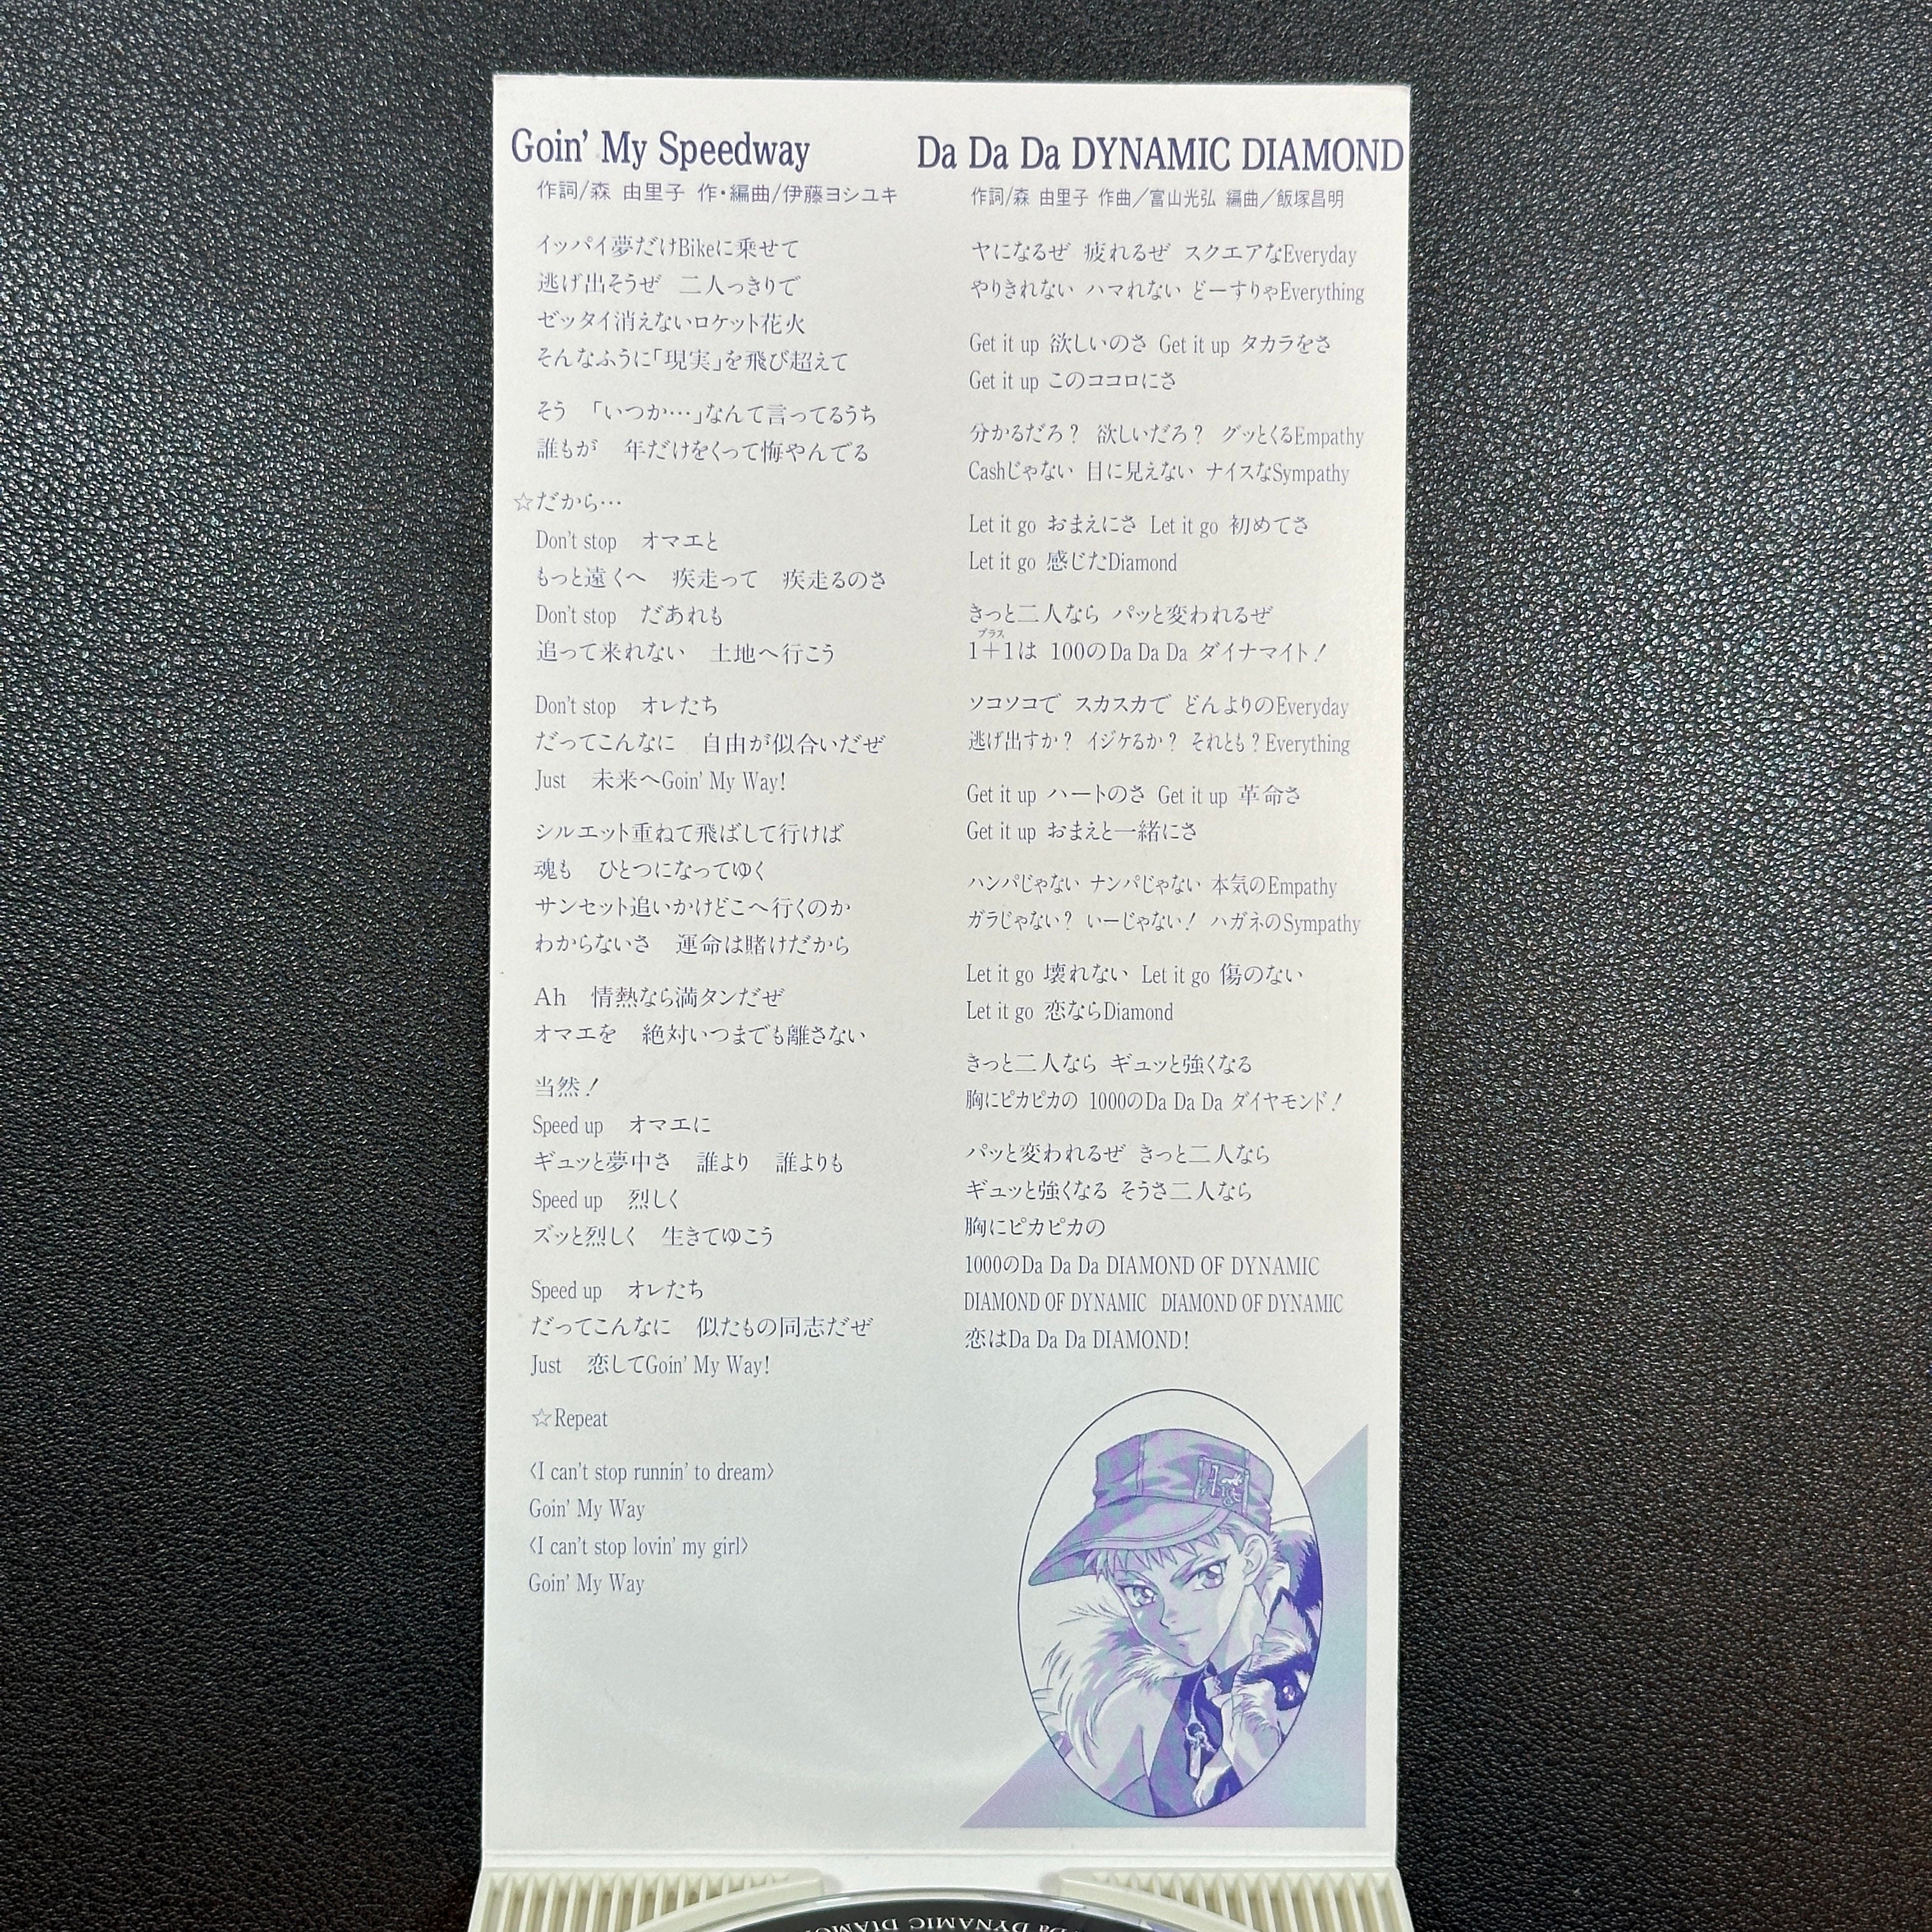 Goin' My Speedway
作詞/森 由里子 作・編曲/伊藤ヨシユキ
イッパイ夢だけBikeに乗せて
逃げ出そうぜ 二人っきりで
ゼッタイ消えないロケット花火
そんなふうに「現実」を飛び超えて
そう 「いつか…」なんて言ってるうち
誰もが 年だけをくって悔やんでる
☆だから…
Don't stop オマエと
もっと遠くへ 疾走って 疾走るのさ
Don't stop だあれも
追って来れない 土地へ行こう
Don't stop オレたち
だってこんなに 自由が似合いだぜ
Just 未来へGoin' My Way!
シルエット重ねて飛ばして行けば
魂も ひとつになってゆく
サンセット追いかけどこへ行くのか
わからないさ 運命は賭けだから
Ah 情熱なら満タンだぜ
オマエを 絶対いつまでも離さない
当然！
Speed up オマエに
ギュッと夢中さ 誰より 誰よりも
Speed up 烈しく
ズッと烈しく 生きてゆこう
Speed up オレたち
だってこんなに 似たもの同志だぜ
Just 恋してGoin' My Way!
☆Repeat
〈I can't stop runnin' to dream〉
Goin' My Way
〈I can't stop lovin' my girl〉
Goin' My Way
Da Da Da DYNAMIC DIAMOND
作詞/森 由里子 作曲／富山光弘 編曲／飯塚昌明
ヤになるぜ 疲れるぜ スクエアなEveryday
やりきれない ハマれない どーすりゃEverything
Get it up 欲しいのさ Get it up タカラをさ
Get it up このココロにさ
分かるだろ？ 欲しいだろ？ グッとくるEmpathy
Cashじゃない 目に見えない ナイスなSympathy
Let it go おまえにさ Let it go 初めてさ
Let it go 感じたDiamond
きっと二人なら パッと変われるぜ
プラス
1＋1は 100のDa Da Da ダイナマイト！
ソコソコで スカスカで どんよりのEveryday
逃げ出すか？ イジケるか？ それとも？Everything
Get it up ハートのさ Get it up 革命さ
Get it up おまえと一緒にさ
ハンパじゃない ナンパじゃない 本気のEmpathy
ガラじゃない？ いーじゃない！ ハガネのSympathy
Let it go 壊れない Let it go 傷のない
Let it go 恋ならDiamond
きっと二人なら ギュッと強くなる
胸にピカピカの 1000のDa Da Da ダイヤモンド！
パッと変われるぜ きっと二人なら
ギュッと強くなる そうさ二人なら
胸にピカピカの
1000のDa Da Da DIAMOND OF DYNAMIC
DIAMOND OF DYNAMIC DIAMOND OF DYNAMIC
恋はDa Da Da DIAMOND!
Da DYNAMIC DIAMON